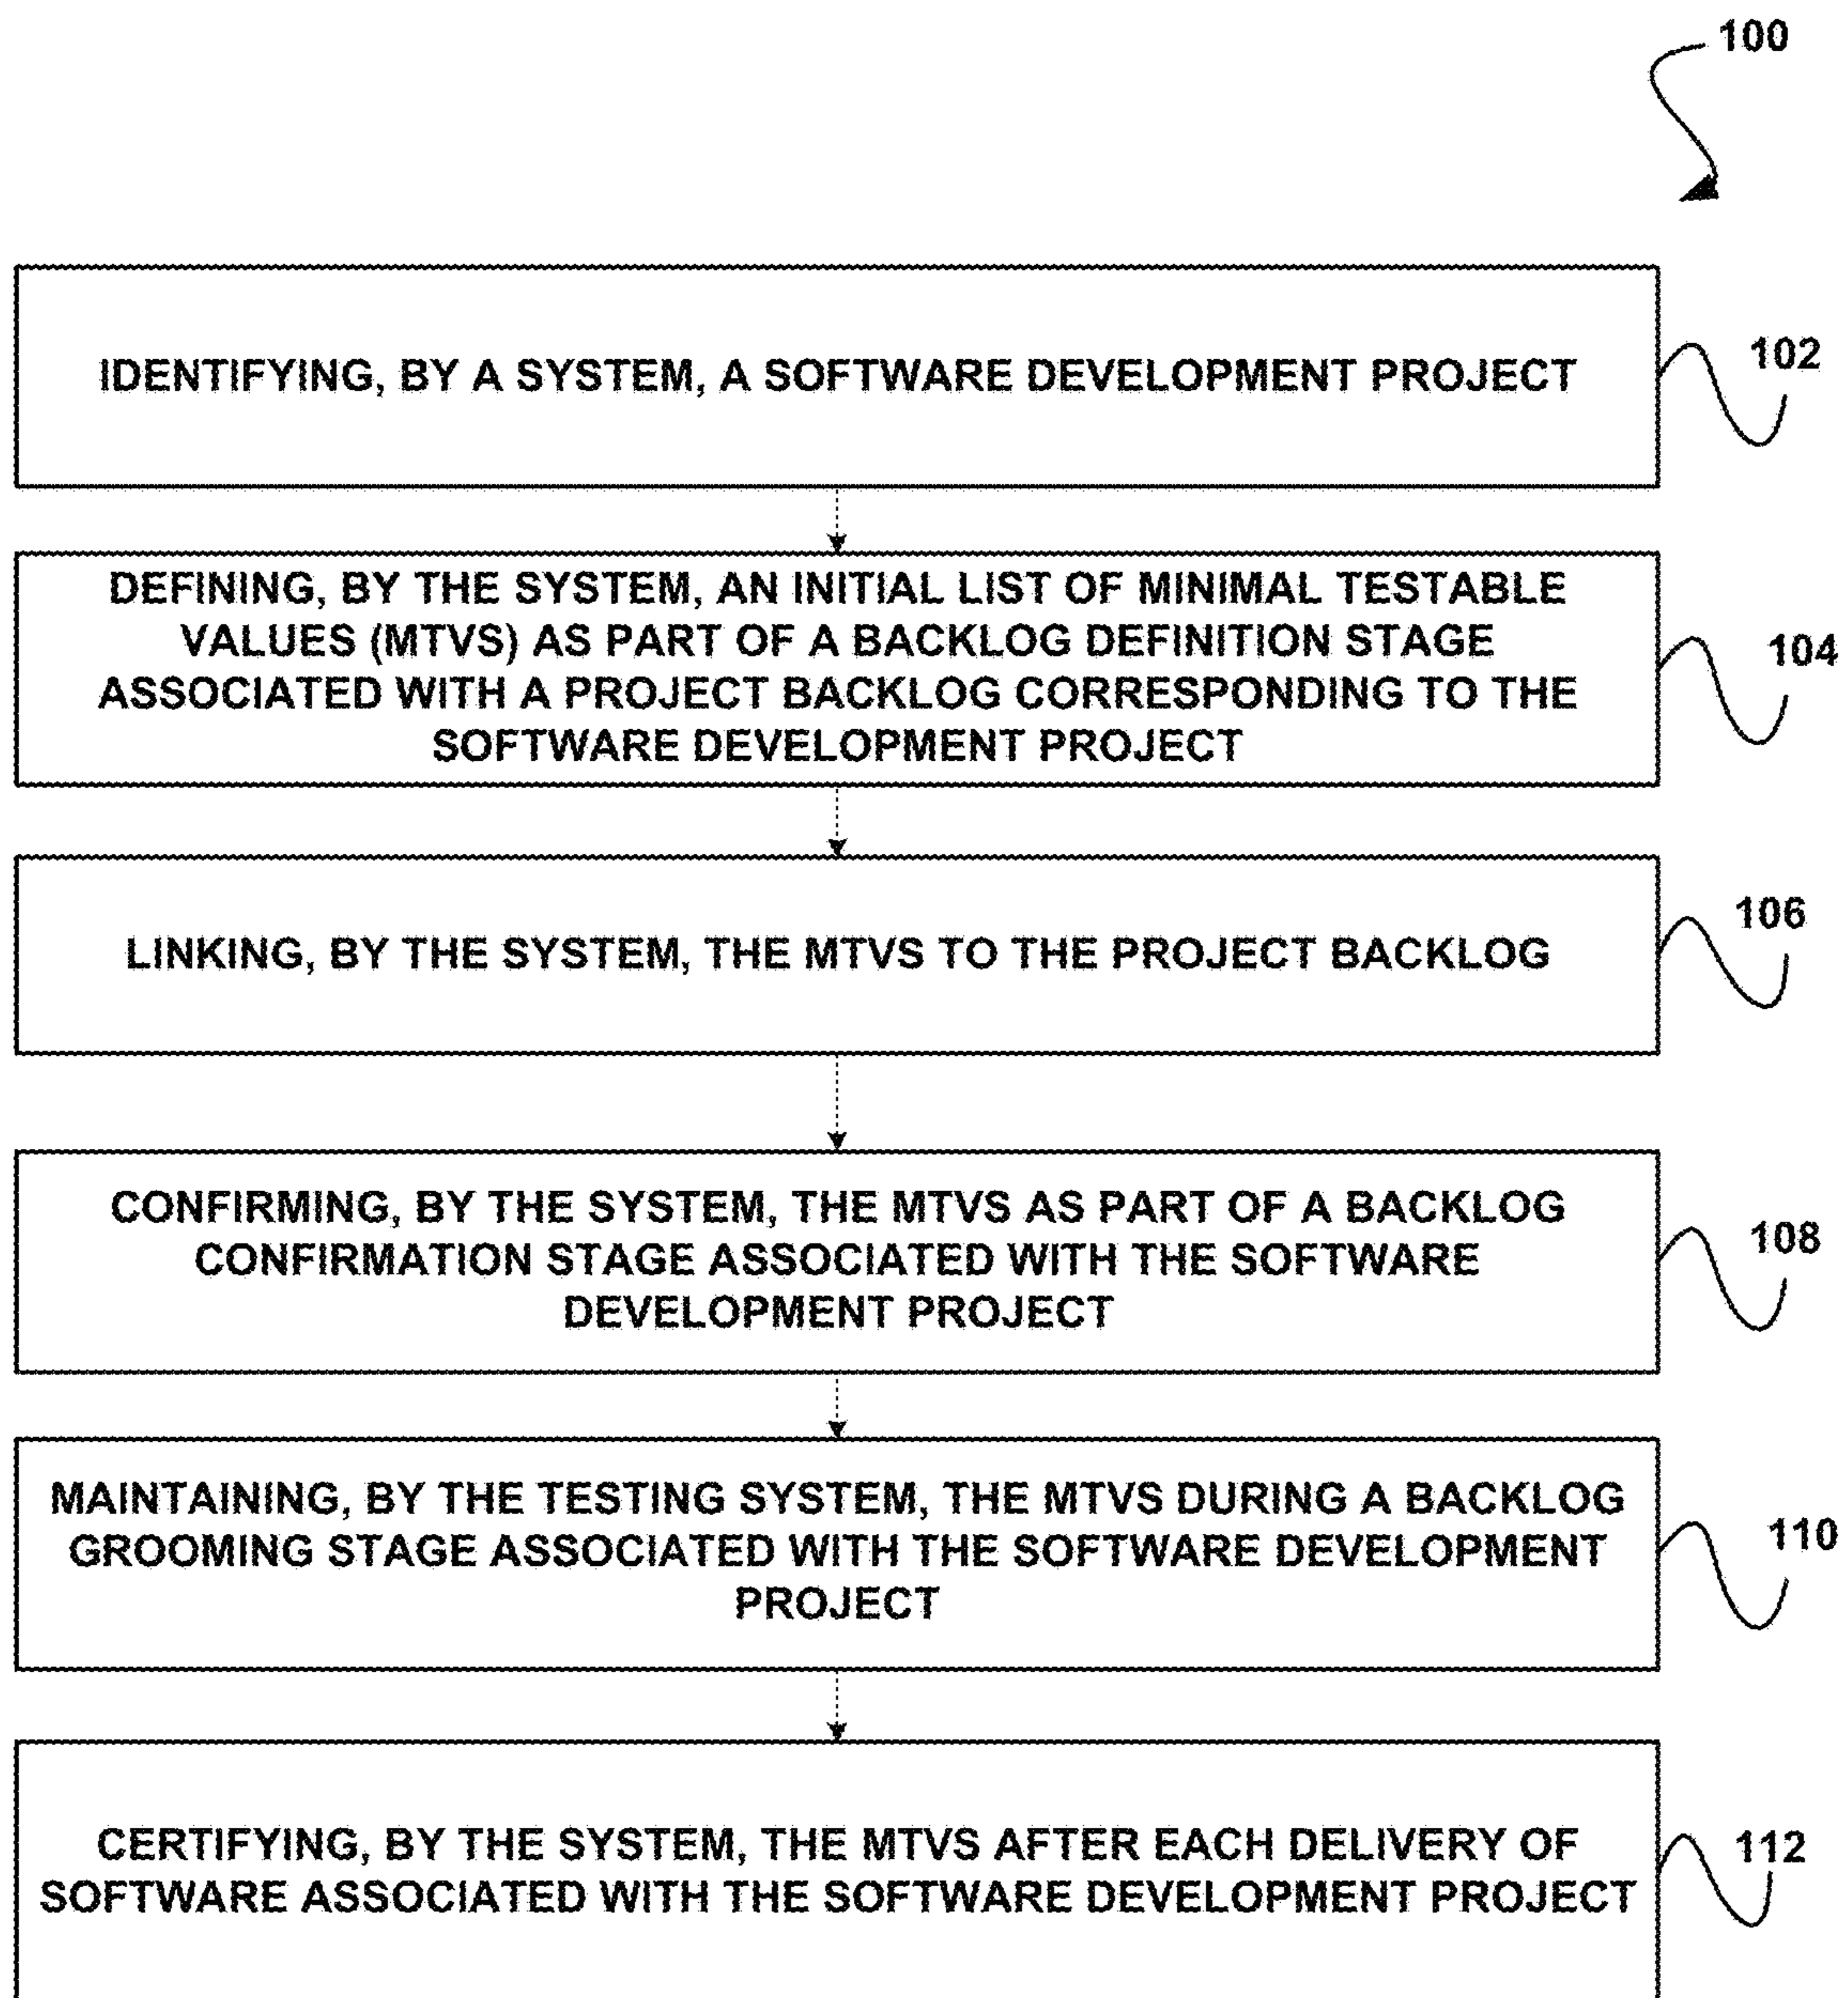 100
IDENTIFYING, BY A SYSTEM, A SOFTWARE DEVELOPMENT PROJECT
102
DEFINING, BY THE SYSTEM, AN INITIAL LIST OF MINIMAL TESTABLE
VALUES (MTVS) AS PART OF A BACKLOG DEFINITION STAGE
ASSOCIATED WITH A PROJECT BACKLOG CORRESPONDING TO THE
SOFTWARE DEVELOPMENT PROJECT
104
LINKING, BY THE SYSTEM, THE MTVS TO THE PROJECT BACKLOG
106
CONFIRMING, BY THE SYSTEM, THE MTVS AS PART OF A BACKLOG
CONFIRMATION STAGE ASSOCIATED WITH THE SOFTWARE
DEVELOPMENT PROJECT
108
MAINTAINING, BY THE TESTING SYSTEM, THE MTVS DURING A BACKLOG
GROOMING STAGE ASSOCIATED WITH THE SOFTWARE DEVELOPMENT
PROJECT
110
CERTIFYING, BY THE SYSTEM, THE MTVS AFTER EACH DELIVERY OF
SOFTWARE ASSOCIATED WITH THE SOFTWARE DEVELOPMENT PROJECT
112